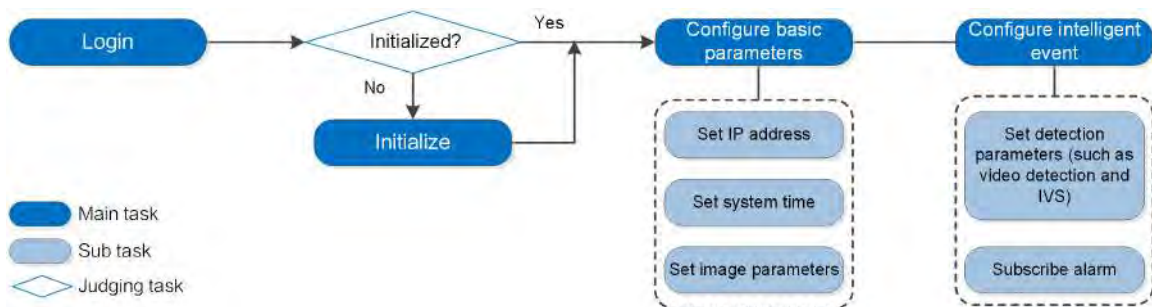 Login
Initialized?
Yes
No
Initialize
Configure basic
parameters
Set IP address
Set system time
Set image parameters
Configure intelligent
event
Set detection
parameters (such as
video detection and
IVS)
Subscribe alarm
Main task
Sub task
Judging task